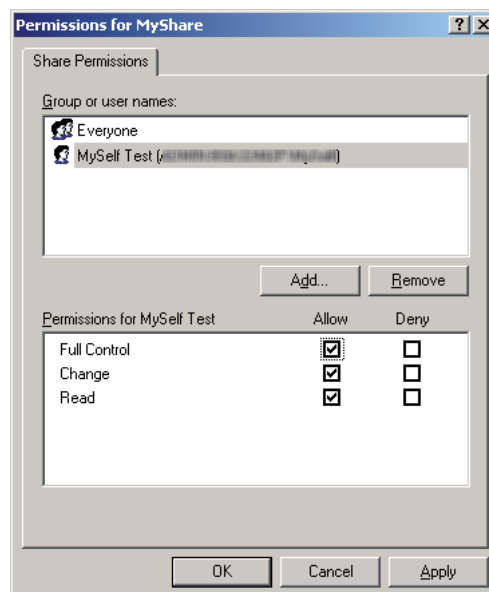 Permissions for MyShare
Share Permissions
Group or user names:
Everyone
MySelf Test (
Add... Remove
Permissions for MySelf Test Allow Deny
Full Control
Change
Read
OK Cancel Apply